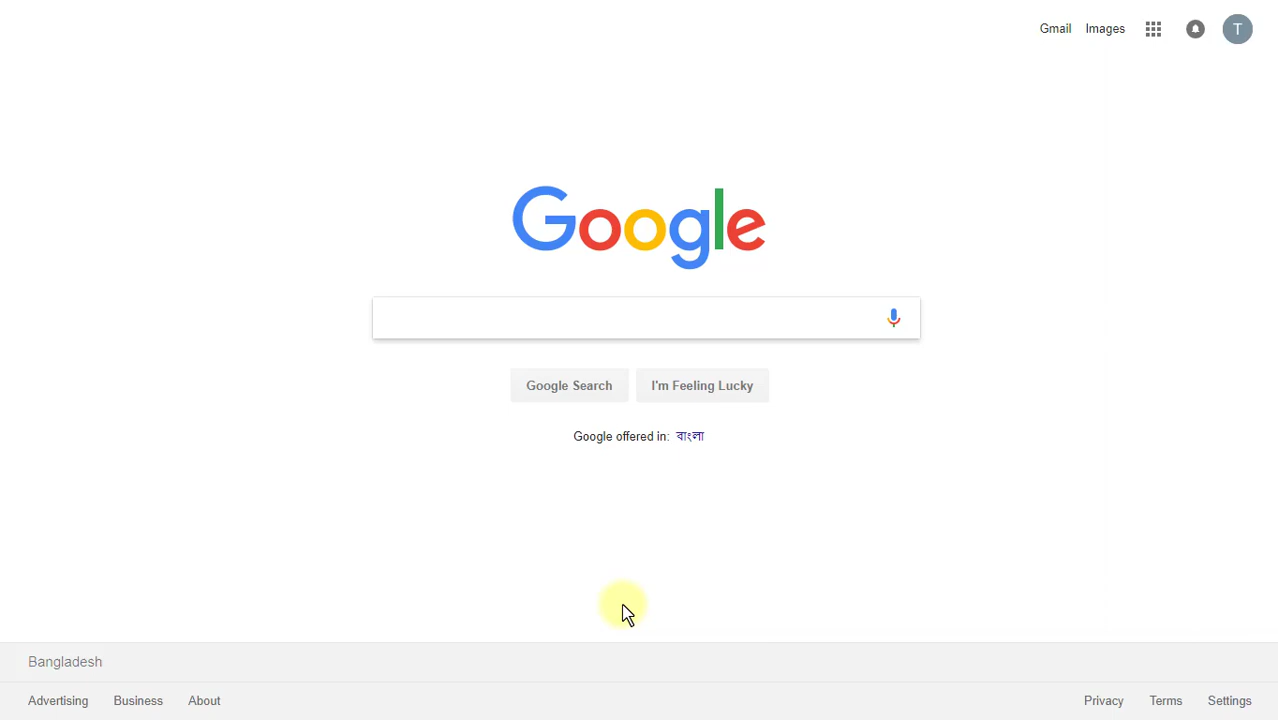 Gmail Images T
Google
Google Search I'm Feeling Lucky
Google offered in: বাংলা
Bangladesh
Advertising Business About Privacy Terms Settings